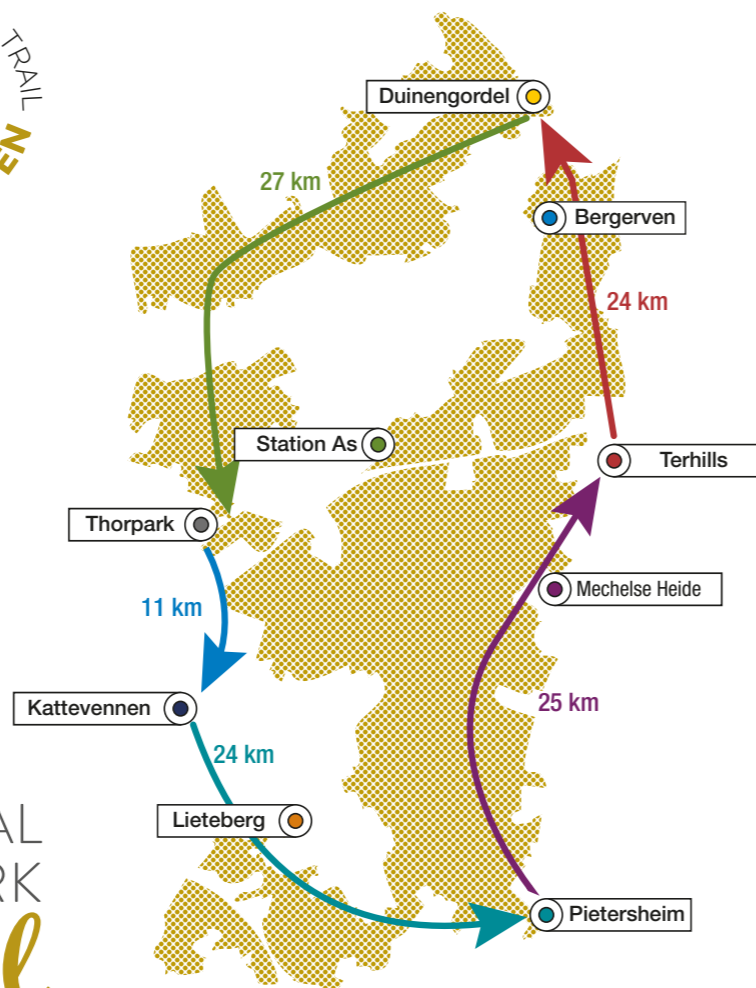 TRAIL
EN
Duinengordel
27 km
Bergerven
24 km
Station As
Terhills
Thorpark
11 km
Mechelse Heide
Kattevennen
25 km
24 km
AL
Lieteberg
RK
Pietersheim